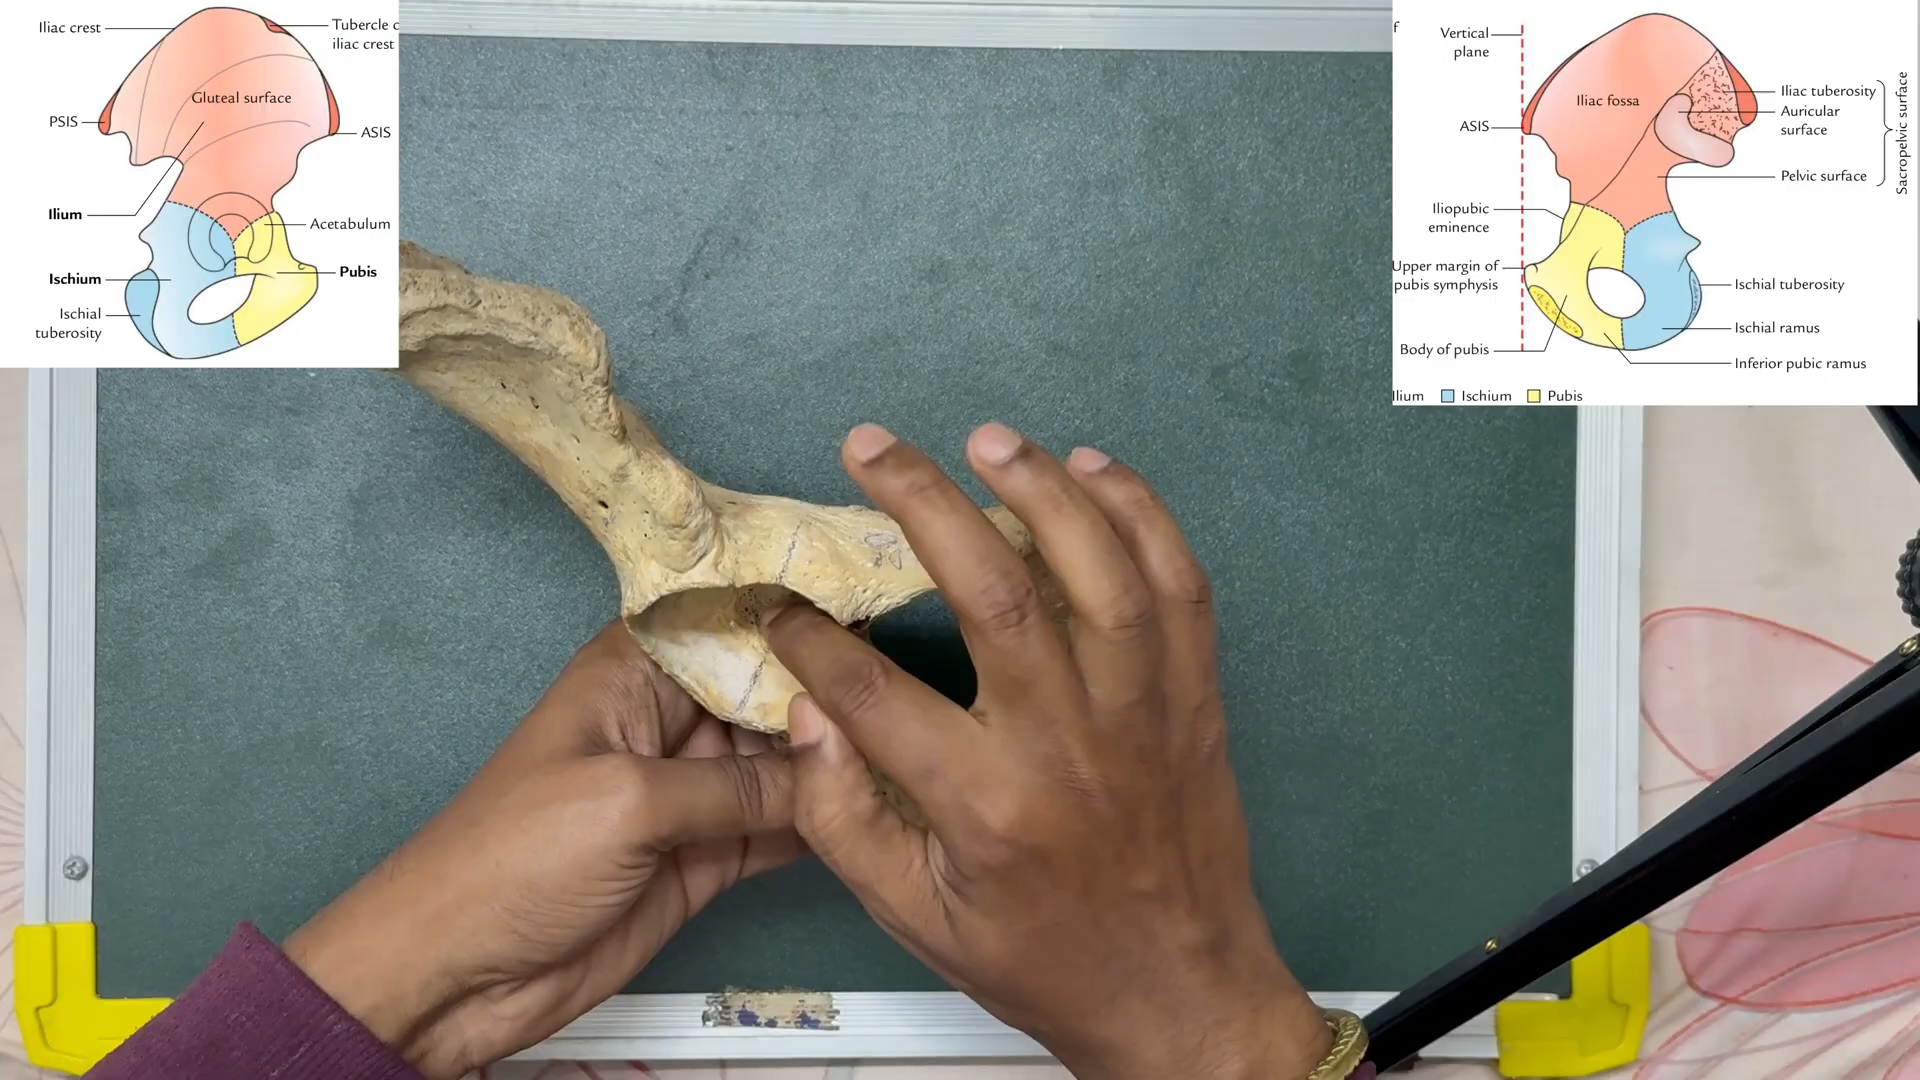 Iliac crest
Tubercle
iliac crest
Gluteal surface
PSIS
ASIS
Ilium
Acetabulum
Ischium
Pubis
Ischial
tuberosity
f
Vertical
plane
Iliac fossa
Iliac tuberosity
Auricular
surface
ASIS
Pelvic surface
Sacropelvic surface
Iliopubic
eminence
Upper margin of
pubis symphysis
Ischial tuberosity
Ischial ramus
Body of pubis
Inferior pubic ramus
Ilium
Ischium
Pubis